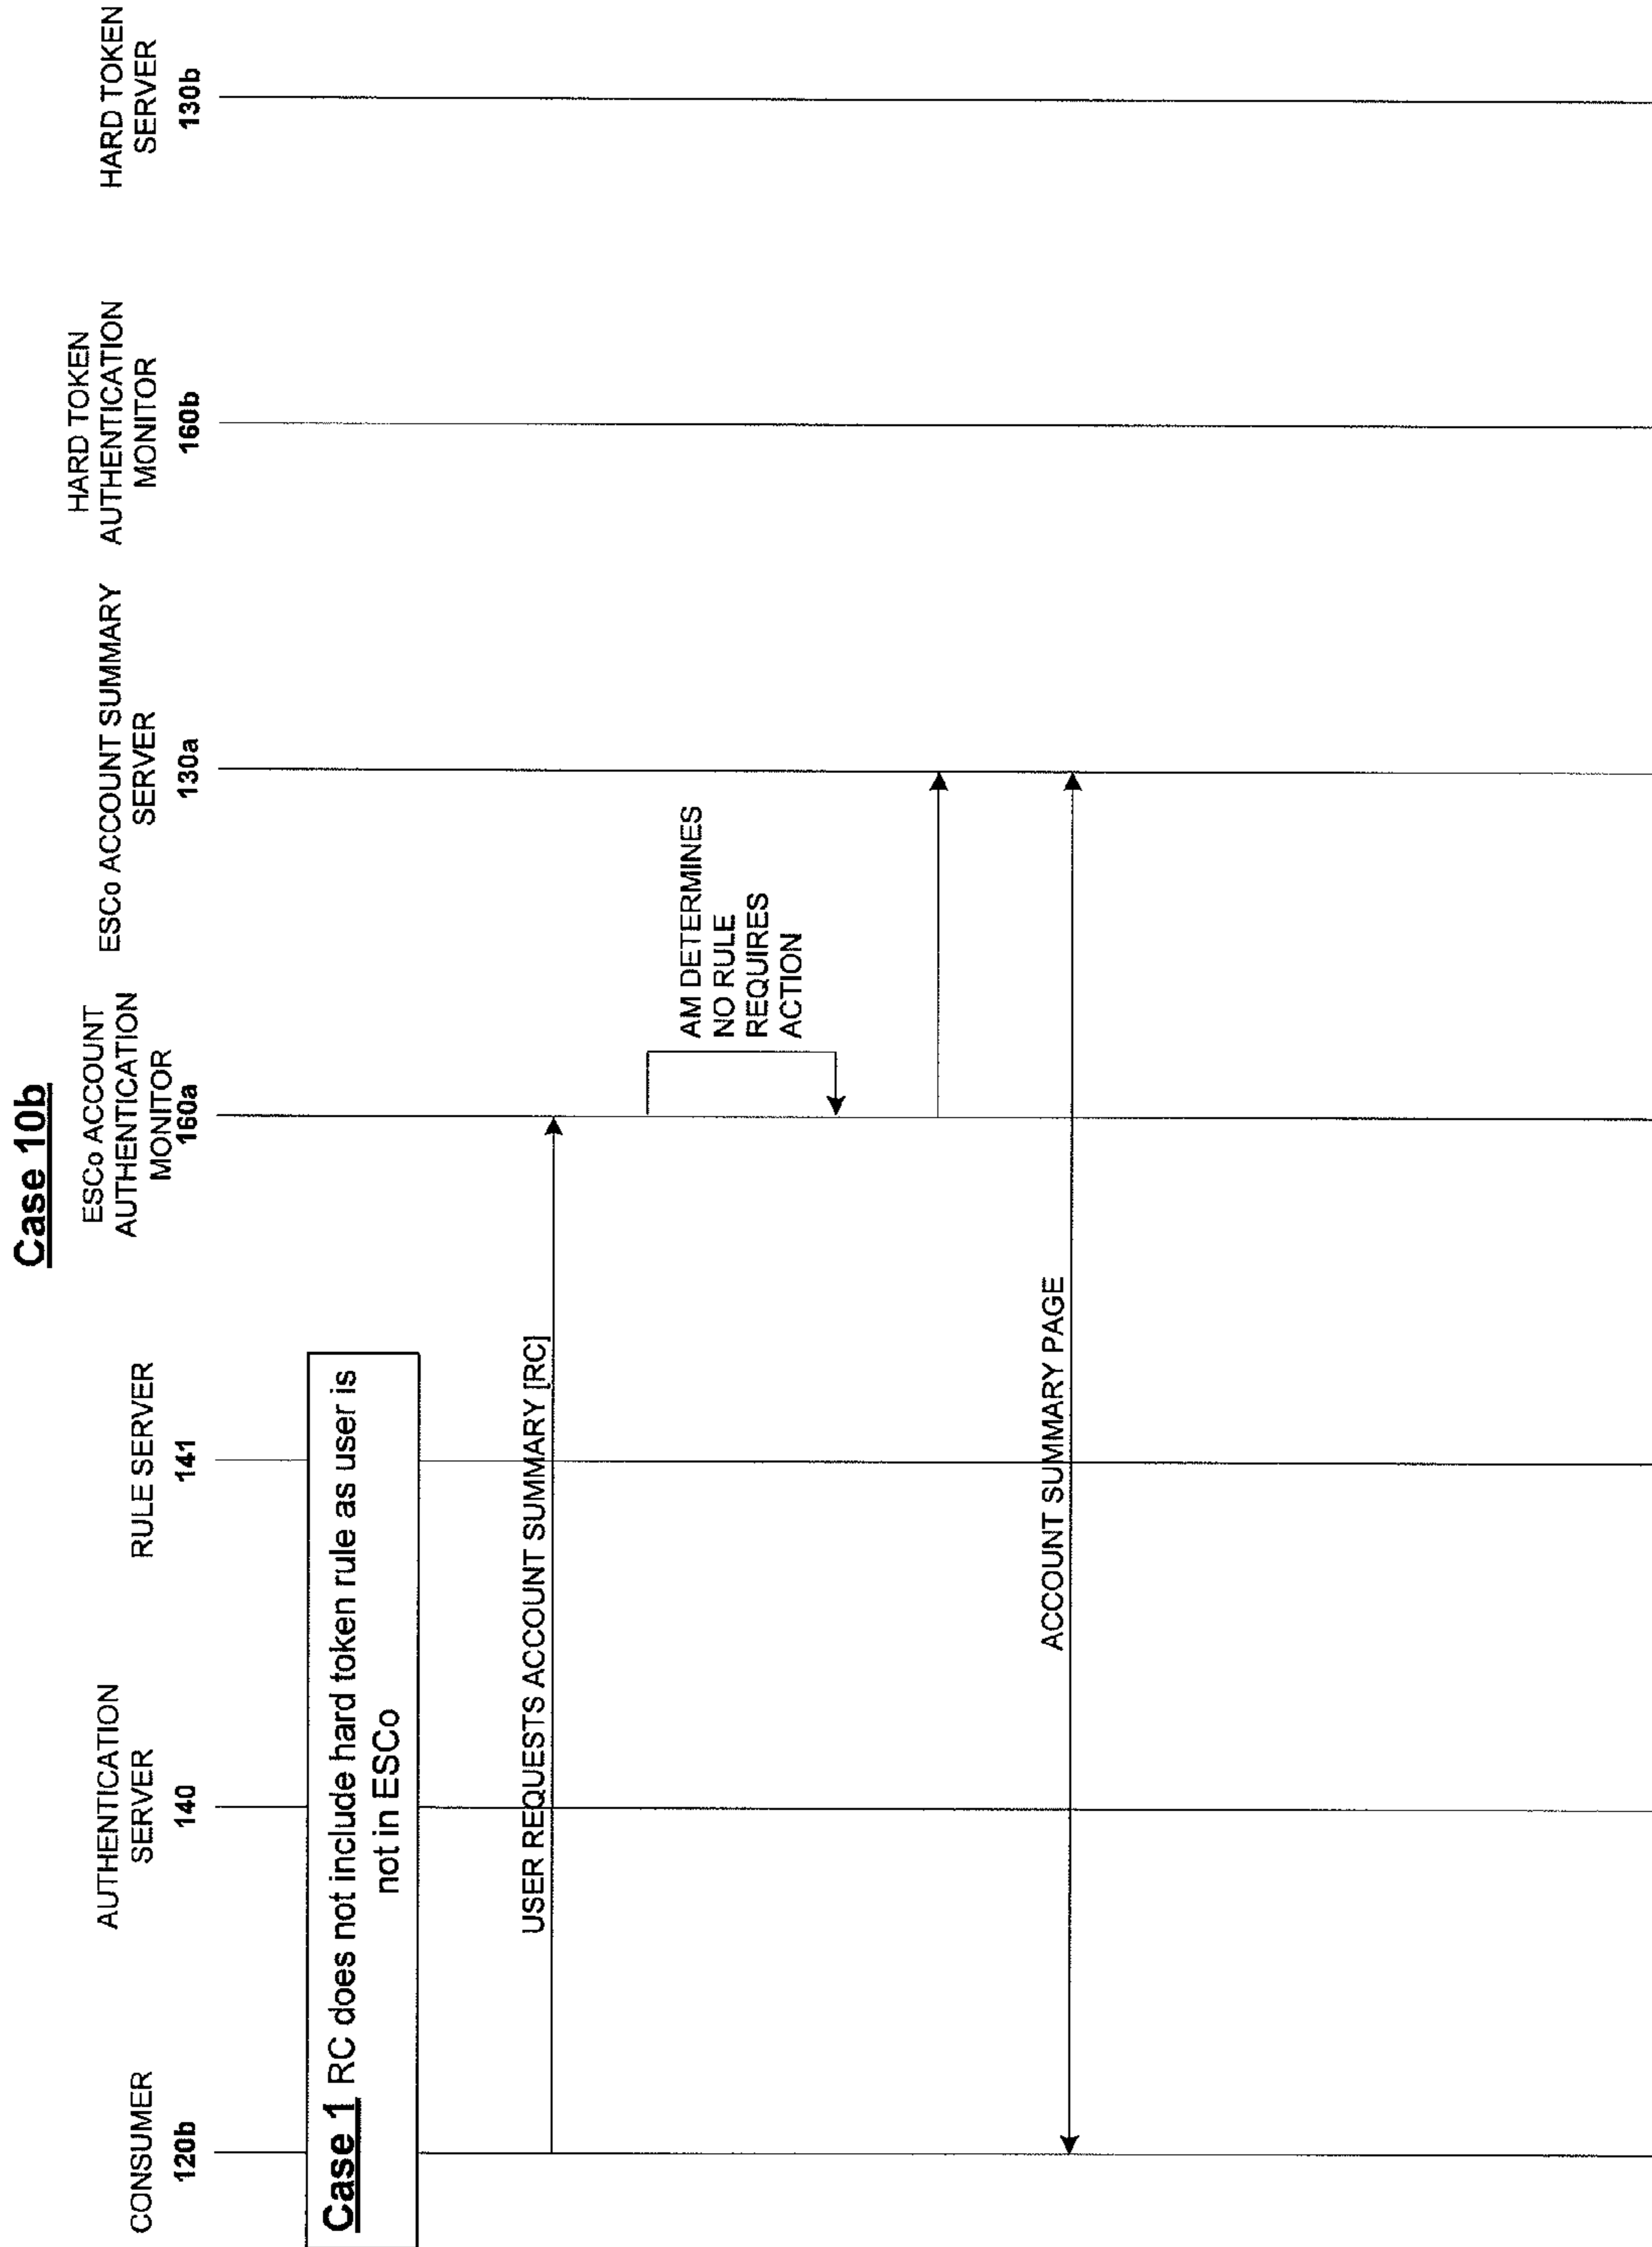 Case 10b
CONSUMER
120b
AUTHENTICATION
SERVER
140
RULE SERVER
141
ESCo ACCOUNT
AUTHENTICATION
MONITOR
160a
ESCo ACCOUNT SUMMARY
SERVER
130a
HARD TOKEN
AUTHENTICATION
MONITOR
160b
HARD TOKEN
SERVER
130b
Case 1 RC does not include hard token rule as user is
not in ESCo
USER REQUESTS ACCOUNT SUMMARY [RC]
AM DETERMINES
NO RULE
REQUIRES
ACTION
ACCOUNT SUMMARY PAGE